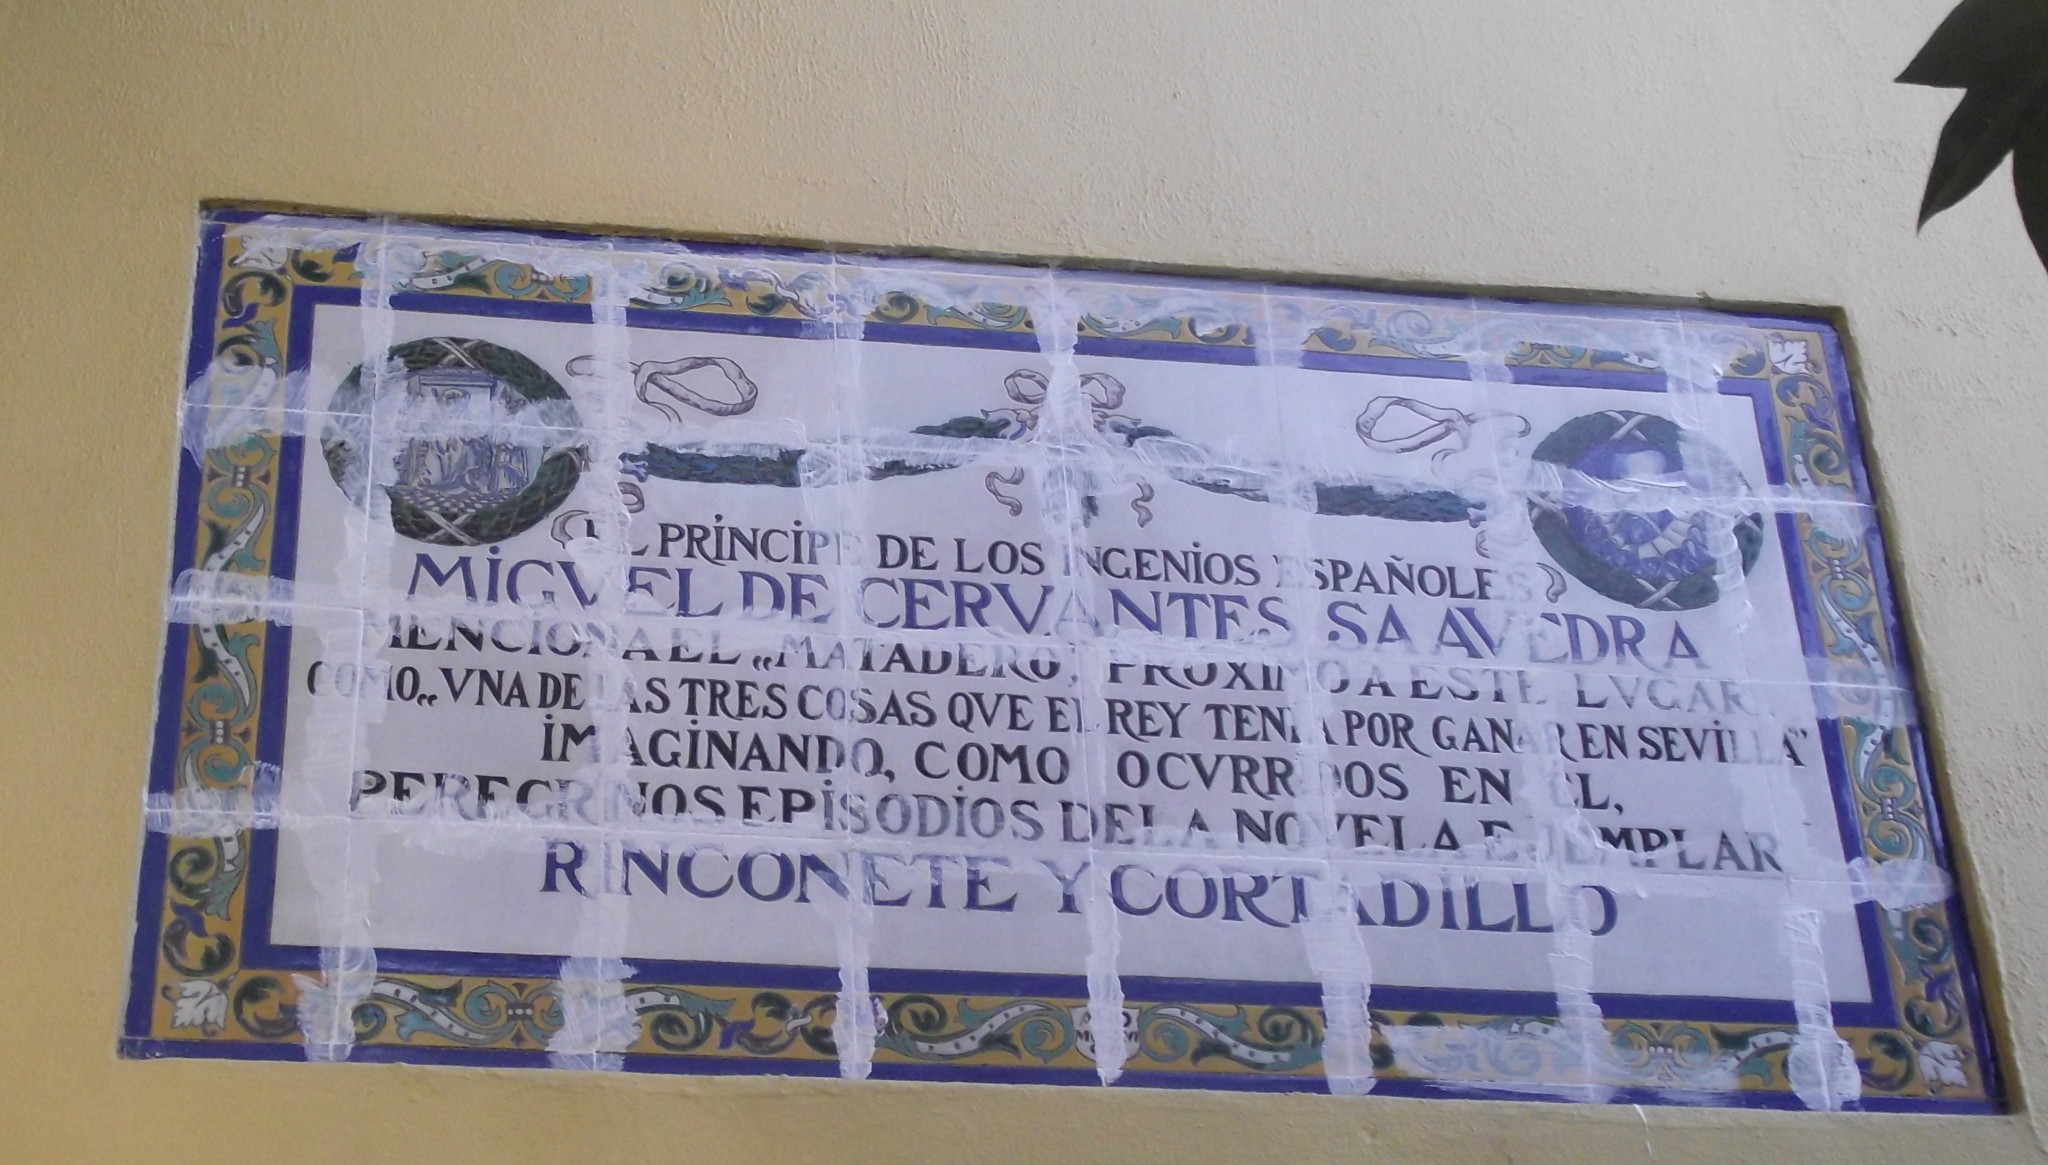 EL PRÍNCIPE DE LOS INGENIOS ESPAÑOLES
MIGVEL DE CERVANTES SAAVEDRA
MENCIONA EL „MATADERO", PROXIMO A ESTE LVGAR,
COMO „VNA DE LAS TRES COSAS QVE EL REY TENIA POR GANAR EN SEVILLA"
IMAGINANDO, COMO OCVRRIDOS EN EL,
PEREGRINOS EPISODIOS DE LA NOVELA EJEMPLAR
RINCONETE Y CORTADILLO